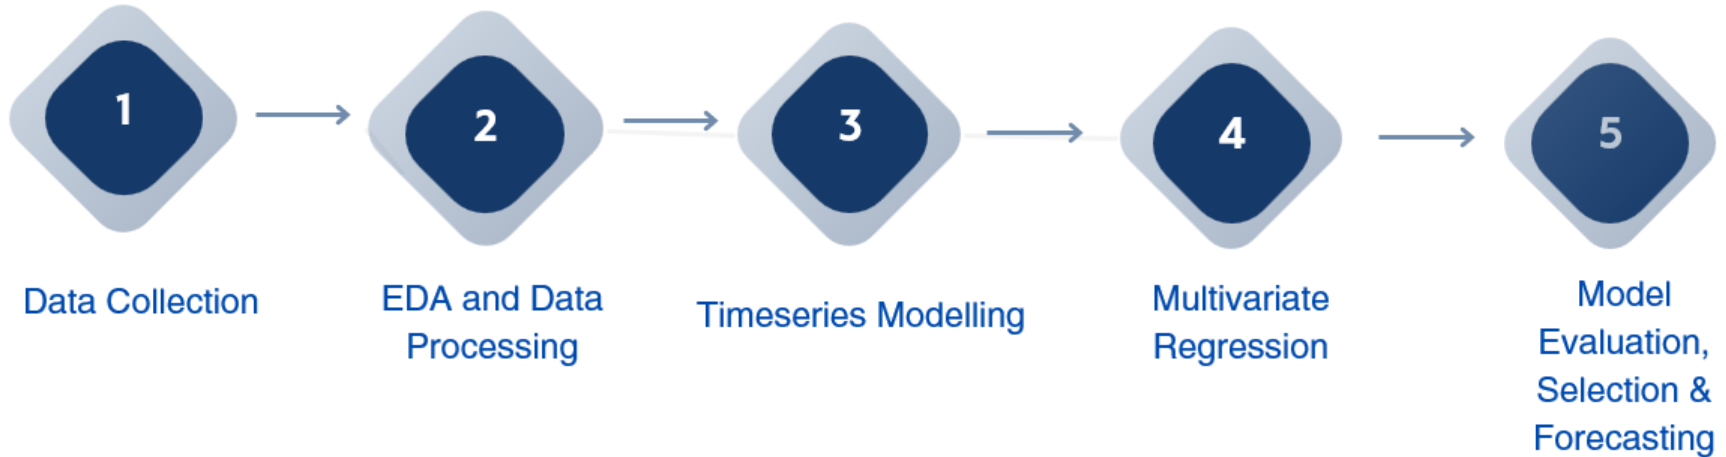 1
2
3
4
5
Data Collection
EDA and Data
Processing
Timeseries Modelling
Multivariate
Regression
Model
Evaluation,
Selection &
Forecasting